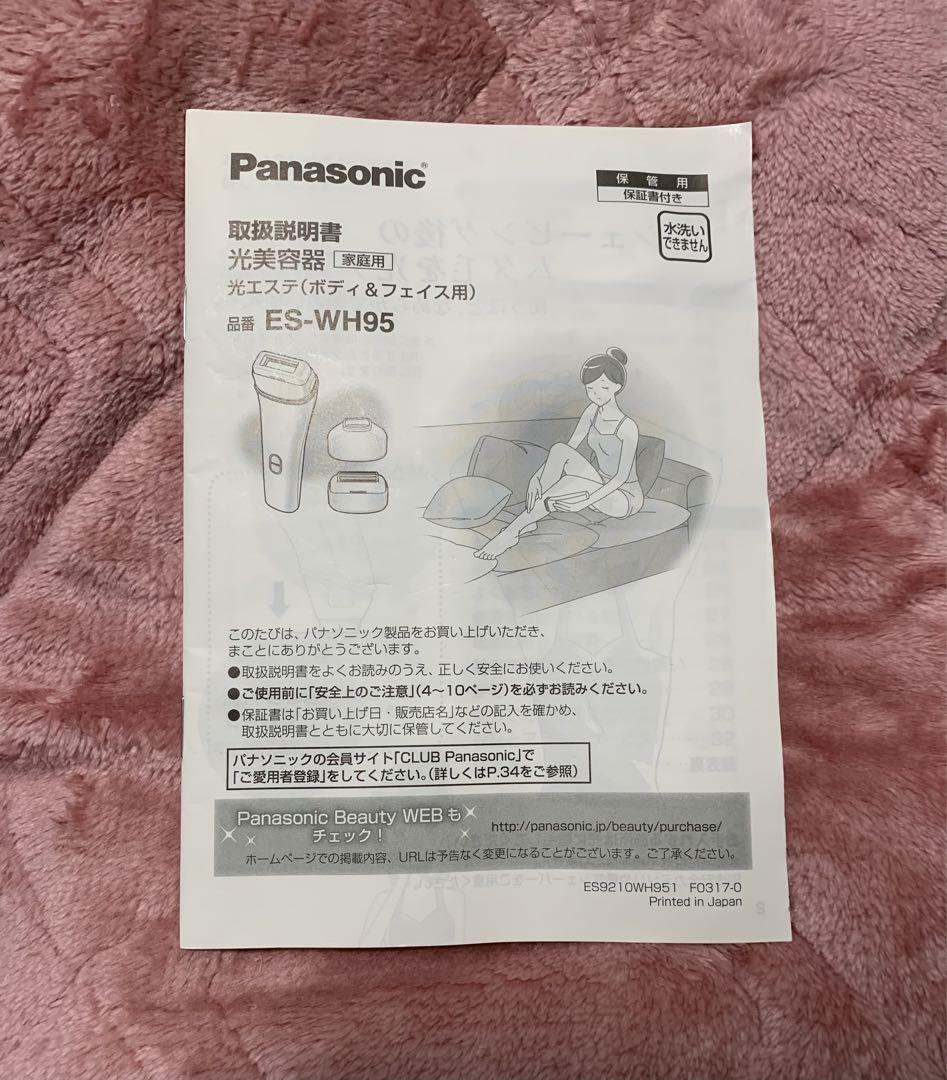 Panasonic®
保管用
保証書付き
水洗い
できません
取扱説明書
光美容器 家庭用
光エステ(ボディ&フェイス用)
品番 ES-WH95
このたびは、パナソニック製品をお買い上げいただき、
まことにありがとうございます。
●取扱説明書をよくお読みのうえ、正しく安全にお使いください。
●ご使用前に「安全上のご注意」(4～10ページ)を必ずお読みください。
●保証書は「お買い上げ日・販売店名」などの記入を確かめ、
取扱説明書とともに大切に保管してください。
パナソニックの会員サイト「CLUB Panasonic」で
「ご愛用者登録」をしてください。(詳しくはP.34をご参照)
Panasonic Beauty WEBも
チェック!
http://panasonic.jp/beauty/purchase/
ホームページでの掲載内容、URLは予告なく変更になることがございます。ご了承ください。
ES9210WH951 F0317-0
Printed in Japan